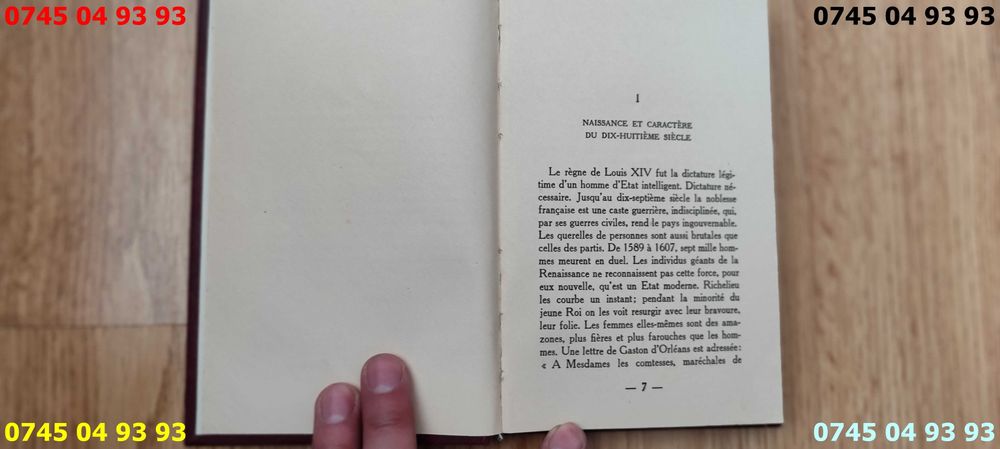 0745 04 93 93
0745 04 93 93
I
NAISSANCE ET CARACTÈRE
DU DIX-HUITIÈME SIÈCLE
Le règne de Louis XIV fut la dictature légi-
time d'un homme d'Etat intelligent. Dictature né-
cessaire. Jusqu'au dix-septième siècle la noblesse
française est une caste guerrière, indisciplinée, qui,
par ses guerres civiles, rend le pays ingouvernable.
Les querelles de personnes sont aussi brutales que
celles des partis. De 1589 à 1607, sept mille hom-
mes meurent en duel. Les individus géants de la
Renaissance ne reconnaissent pas cette force, pour
eux nouvelle, qu'est un Etat moderne. Richelieu
les courbe un instant; pendant la minorité du
jeune Roi on les voit resurgir avec leur bravoure,
leur folie. Les femmes elles-mêmes sont des ama-
zones, plus fières et plus farouches que les hom-
mes. Une lettre de Gaston d'Orléans est adressée:
« A Mesdames les comtesses, maréchales de
— 7 —
0745 04 93 93
0745 04 93 93